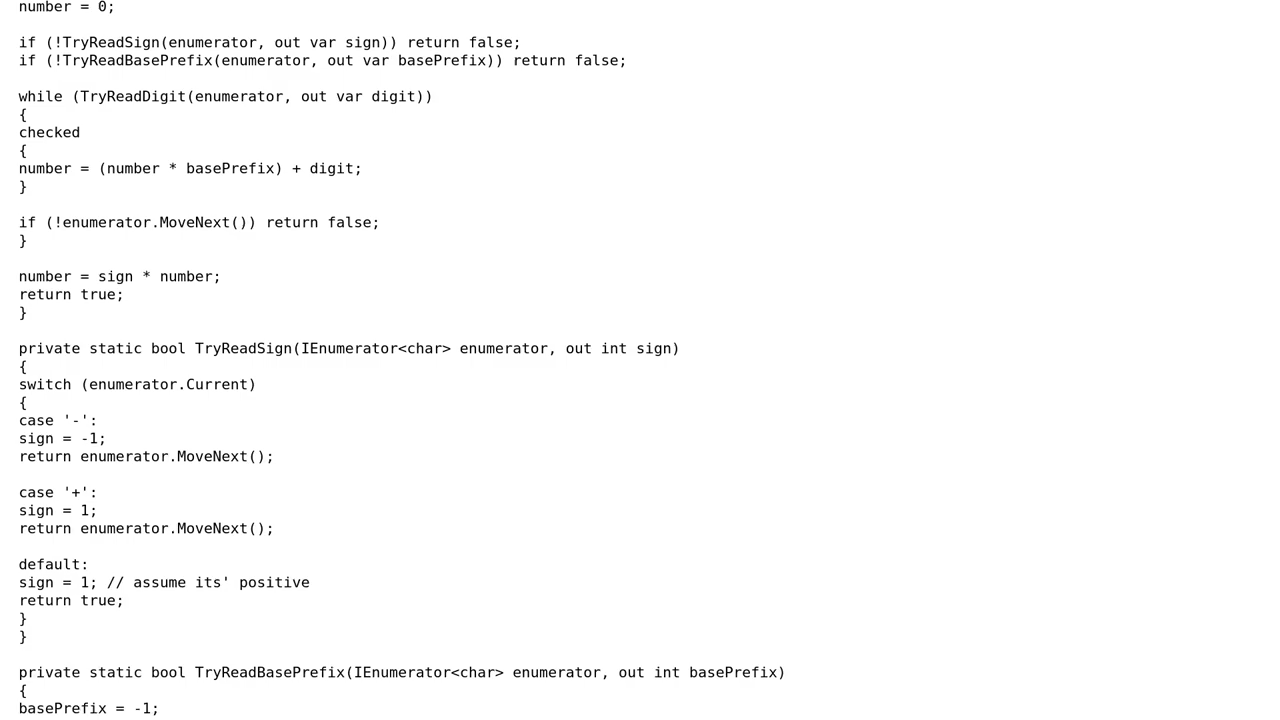 number = 0;
if (!TryReadSign(enumerator, out var sign)) return false;
if (!TryReadBasePrefix(enumerator, out var basePrefix)) return false;
while (TryReadDigit(enumerator, out var digit))
{
checked
{
number = (number * basePrefix) + digit;
}
if (!enumerator.MoveNext()) return false;
}
number = sign * number;
return true;
}
private static bool TryReadSign(IEnumerator<char> enumerator, out int sign)
{
switch (enumerator.Current)
{
case '-':
sign = -1;
return enumerator.MoveNext();
case '+':
sign = 1;
return enumerator.MoveNext();
default:
sign = 1; // assume its' positive
return true;
}
}
private static bool TryReadBasePrefix(IEnumerator<char> enumerator, out int basePrefix)
{
basePrefix = -1;